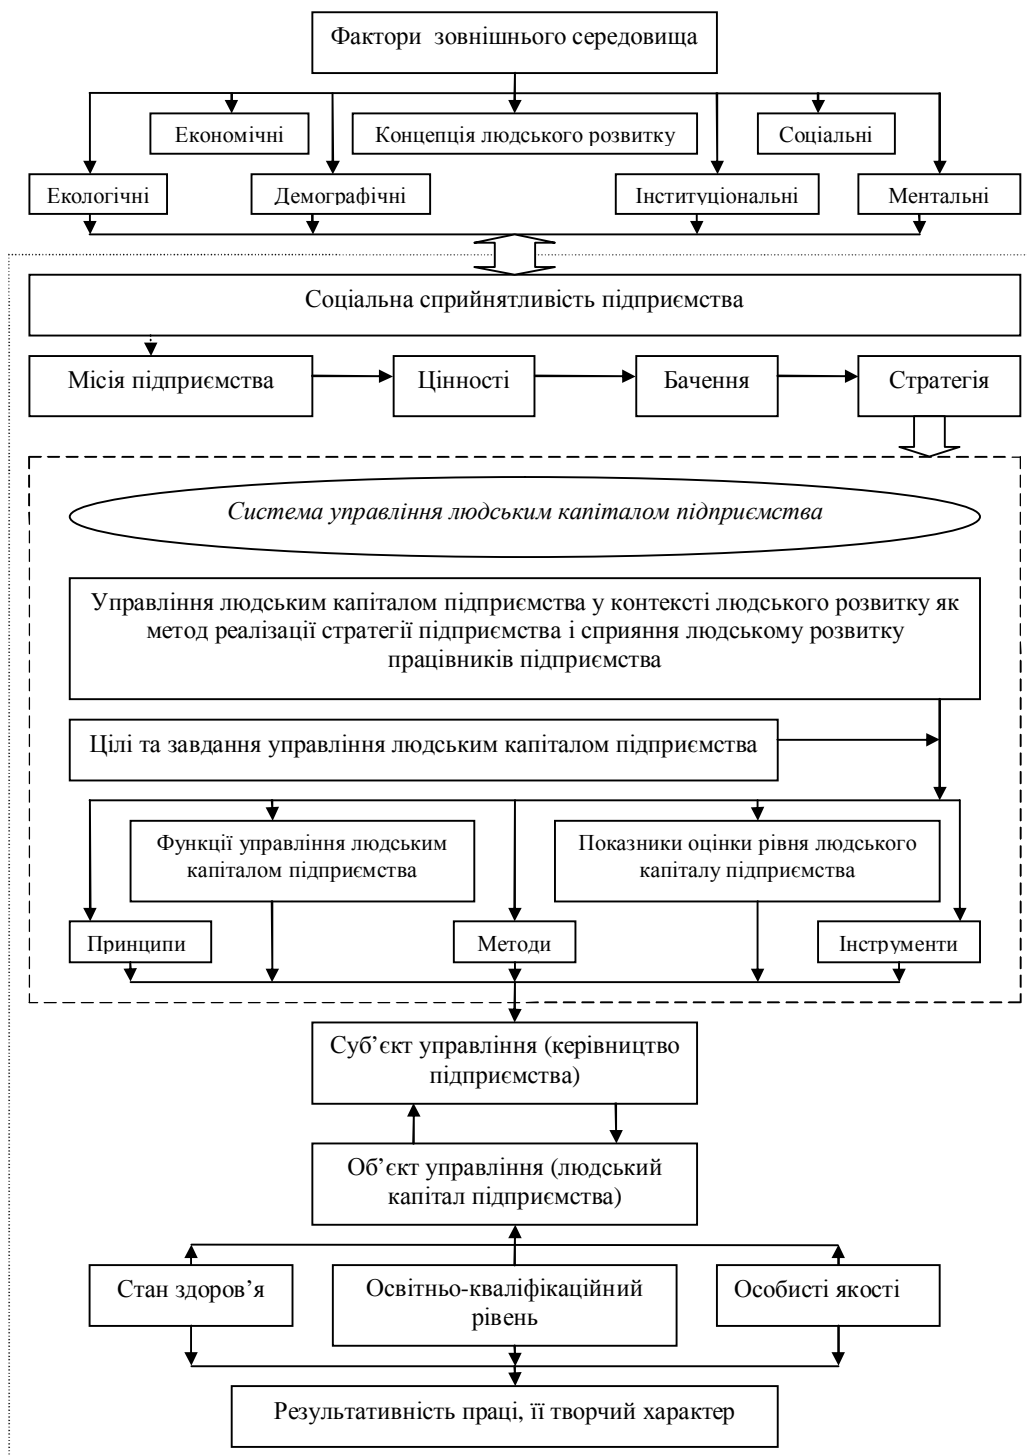 Фактори зовнішнього середовища
Економічні
Концепція людського розвитку
Соціальні
Екологічні
Демографічні
Інституціональні
Ментальні
Соціальна сприйнятливість підприємства
Місія підприємства
Цінності
Бачення
Стратегія
Система управління людським капіталом підприємства
Управління людським капіталом підприємства у контексті людського розвитку як
метод реалізації стратегії підприємства і сприяння людському розвитку
працівників підприємства
Цілі та завдання управління людським капіталом підприємства
Функції управління людським
капіталом підприємства
Показники оцінки рівня людського
капіталу підприємства
Принципи
Методи
Інструменти
Суб’єкт управління (керівництво
підприємства)
Об’єкт управління (людський
капітал підприємства)
Стан здоров’я
Освітньо-кваліфікаційний
рівень
Особисті якості
Результативність праці, її творчий характер